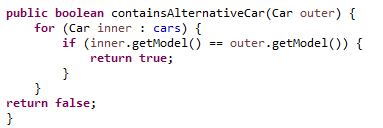 public boolean containsAlternativeCar(Car outer) {
    for (Car inner : cars) {
        if (inner.getModel() == outer.getModel()) {
            return true;
        }
    }
return false;
}